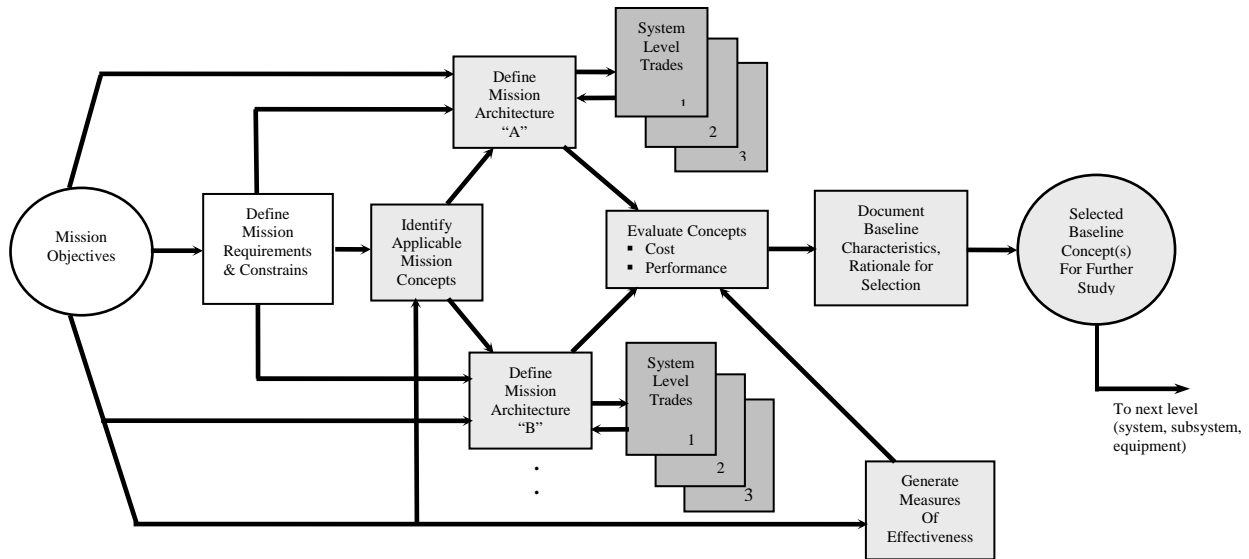 Mission
Objectives
Define
Mission
Requirements
& Constrains
Identify
Applicable
Mission
Concepts
Define
Mission
Architecture
“A”
System
Level
Trades
1
2
3
Define
Mission
Architecture
“B”
.
.
System
Level
Trades
1
2
3
Evaluate Concepts
▪ Cost
▪ Performance
Document
Baseline
Characteristics,
Rationale for
Selection
Selected
Baseline
Concept(s)
For Further
Study
To next level
(system, subsystem,
equipment)
Generate
Measures
Of
Effectiveness